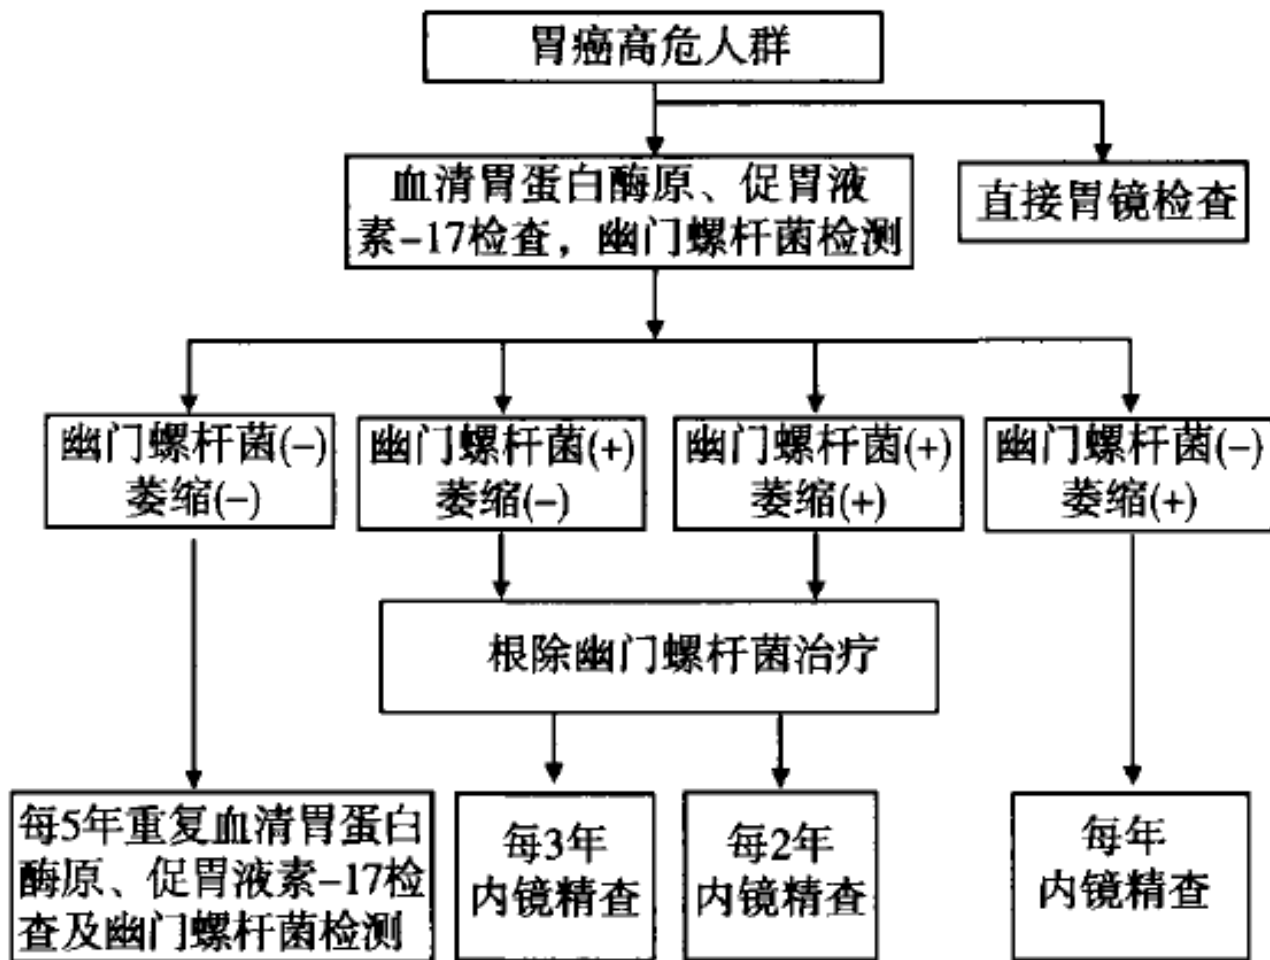 胃癌高危人群
血清胃蛋白酶原、促胃液
素-17检查，幽门螺杆菌检测
直接胃镜检查
幽门螺杆菌(-)
萎缩(-)
幽门螺杆菌(+)
萎缩(-)
幽门螺杆菌(+)
萎缩(+)
幽门螺杆菌(-)
萎缩(+)
根除幽门螺杆菌治疗
每5年重复血清胃蛋白
酶原、促胃液素-17检
查及幽门螺杆菌检测
每3年
内镜精查
每2年
内镜精查
每年
内镜精查